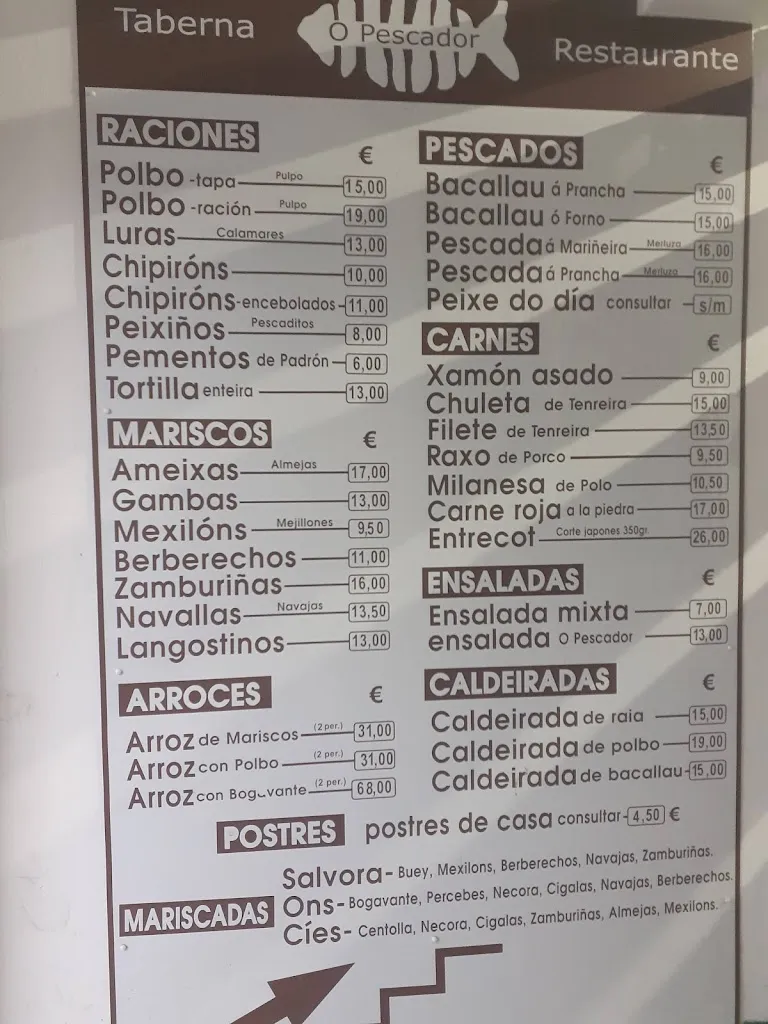 Taberna O Pescador Restaurante
RACIONES €
Polbo -tapa Pulpo 15,00
Polbo -ración Pulpo 19,00
Luras Calamares 13,00
Chipiróns 10,00
Chipiróns -encebolados 11,00
Peixiños Pescaditos 8,00
Pementos de Padrón 6,00
Tortilla enteira 13,00
MARISCOS €
Ameixas Almejas 17,00
Gambas 13,00
Mexilóns Mejillones 9,50
Berberechos 11,00
Zamburiñas 16,00
Navallas Navajas 13,50
Langostinos 13,00
ARROCES €
Arroz de Mariscos (2 per.) 31,00
Arroz con Polbo (2 per.) 31,00
Arroz con Bogavante (2 per.) 68,00
PESCADOS €
Bacallau á Prancha 15,00
Bacallau ó Forno 15,00
Pescada á Mariñeira Merluza 16,00
Pescada á Prancha Merluza 16,00
Peixe do día consultar s/m
CARNES €
Xamón asado 9,00
Chuleta de Tenreira 15,00
Filete de Tenreira 13,50
Raxo de Porco 9,50
Milanesa de Polo 10,50
Carne roja a la piedra 17,00
Entrecot Corte japones 350gr. 26,00
ENSALADAS €
Ensalada mixta 7,00
ensalada O Pescador 13,00
CALDEIRADAS €
Caldeirada de raia 15,00
Caldeirada de polbo 19,00
Caldeirada de bacallau 15,00
POSTRES postres de casa consultar 4,50 €
MARISCADAS
Salvora- Buey, Mexilons, Berberechos, Navajas, Zamburiñas.
Ons- Bogavante, Percebes, Necora, Cigalas, Navajas, Berberechos.
Cíes- Centolla, Necora, Cigalas, Zamburiñas, Almejas, Mexilons.